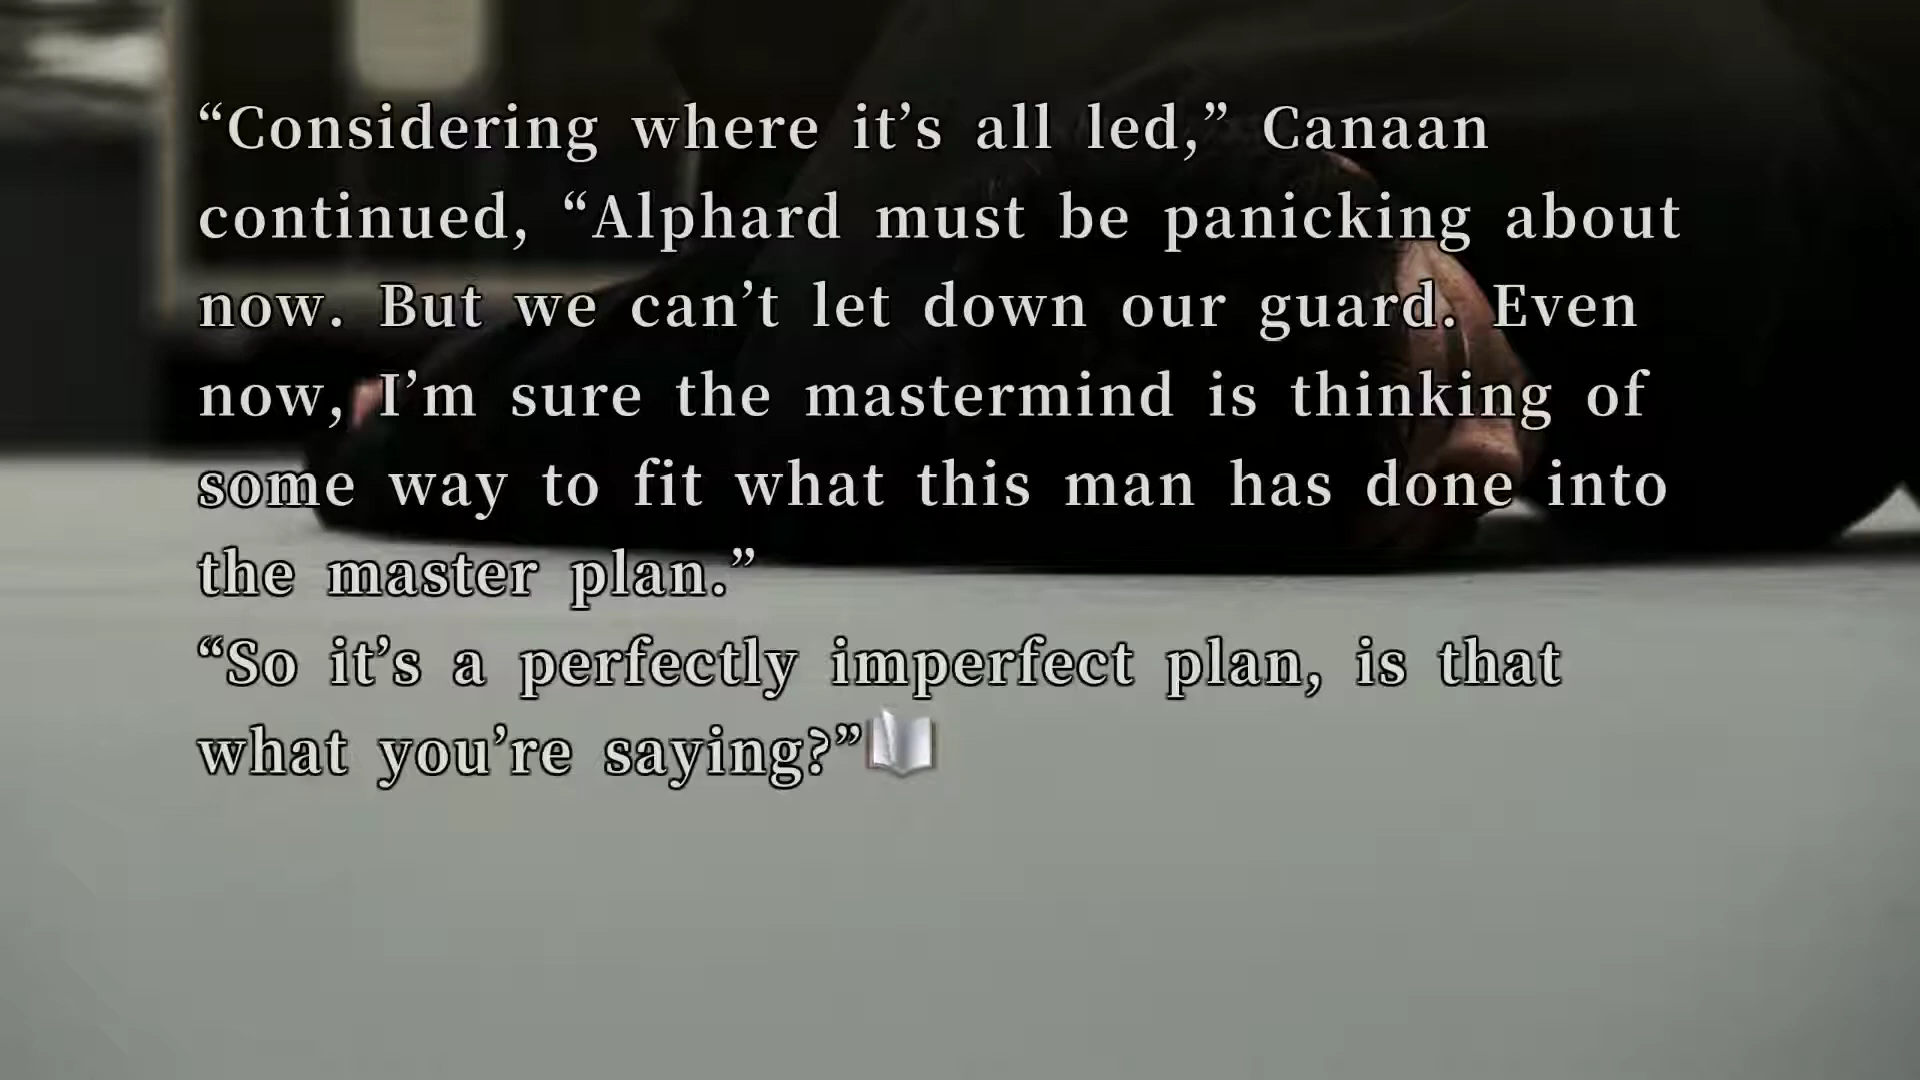 “Considering where it’s all led,” Canaan
continued, “Alphard must be panicking about
now. But we can’t let down our guard. Even
now, I’m sure the mastermind is thinking of
some way to fit what this man has done into
the master plan.”
“So it’s a perfectly imperfect plan, is that
what you’re saying?”